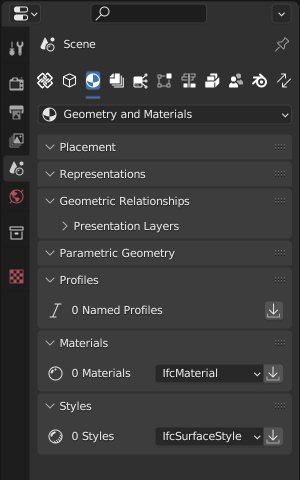 Scene
Geometry and Materials
Placement
Representations
Geometric Relationships
Presentation Layers
Parametric Geometry
Profiles
0 Named Profiles
Materials
0 Materials IfcMaterial
Styles
0 Styles IfcSurfaceStyle